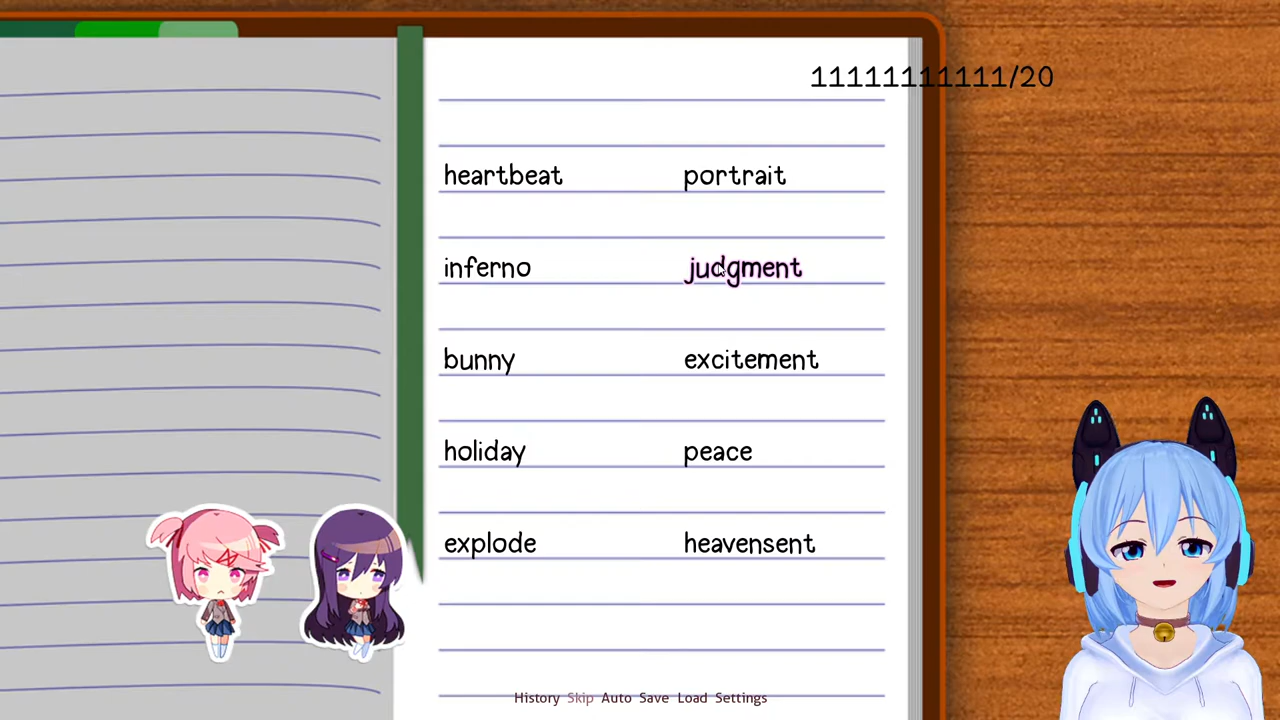 11111111111/20
heartbeat portrait
inferno judgment
bunny excitement
holiday peace
explode heavensent
History Skip Auto Save Load Settings